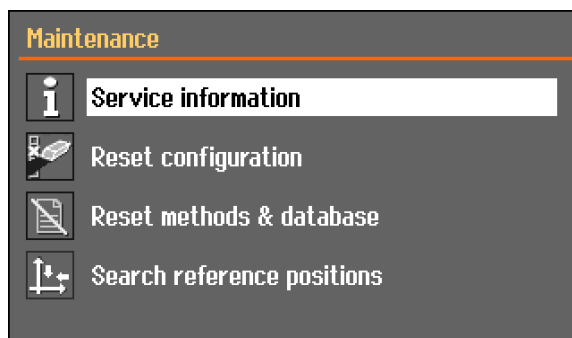 Maintenance
Service information
Reset configuration
Reset methods & database
Search reference positions